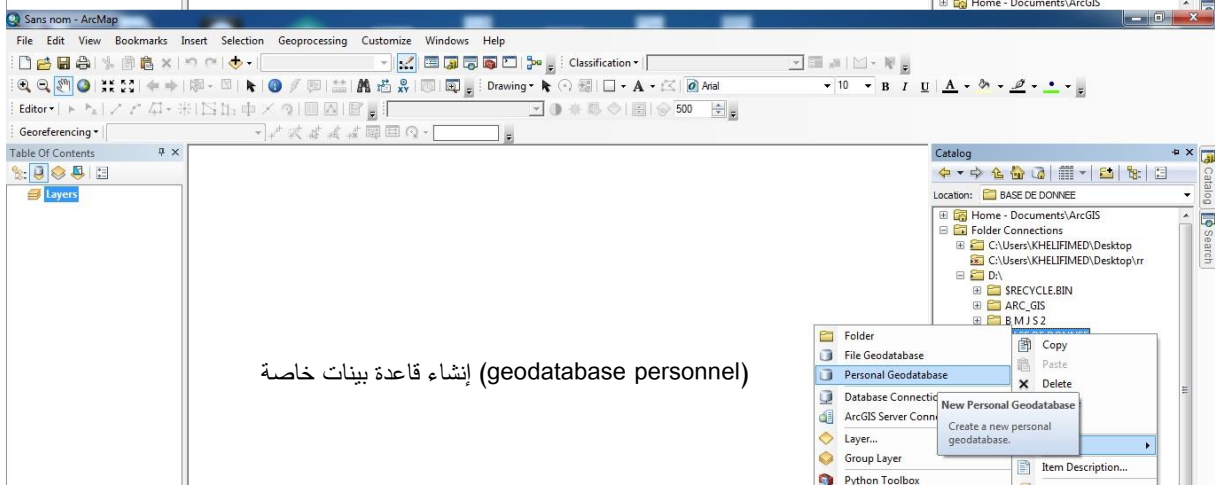 Home - Documents\ArcGIS
Sans nom - ArcMap
File Edit View Bookmarks Insert Selection Geoprocessing Customize Windows Help
Classification
Drawing A Arial 10 B I U A
Editor 500
Georeferencing
Table Of Contents
Layers
Catalog
Location: BASE DE DONNEE
Home - Documents\ArcGIS
Folder Connections
C:\Users\KHELIFIMED\Desktop
C:\Users\KHELIFIMED\Desktop\rr
D:\
$RECYCLE.BIN
ARC_GIS
B M J S 2
Catalog
Search
Folder
File Geodatabase
Personal Geodatabase
Database Connectio
ArcGIS Server Conn
Layer...
Group Layer
Python Toolbox
Copy
Paste
Delete
Item Description...
New Personal Geodatabase
Create a new personal
geodatabase.
إنشاء قاعدة بينات خاصة (geodatabase personnel)